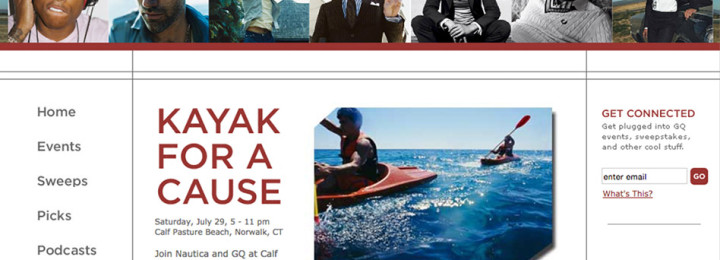 Home
Events
Sweeps
Picks
Podcasts
KAYAK
FOR A
CAUSE
Saturday, July 29, 5 - 11 pm
Calf Pasture Beach, Norwalk, CT
Join Nautica and GQ at Calf
GET CONNECTED
Get plugged into GQ
events, sweepstakes,
and other cool stuff.
enter email GO
What's This?